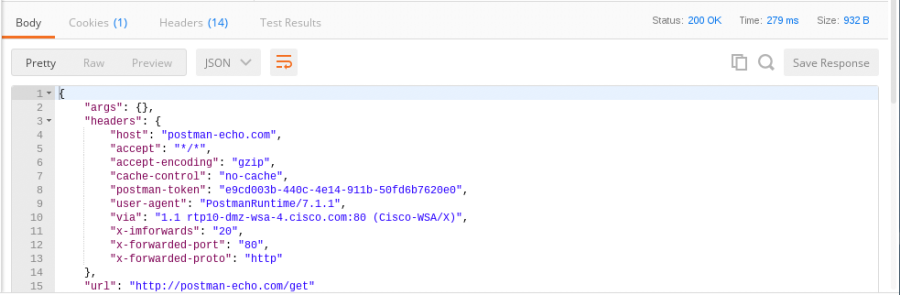 Body Cookies (1) Headers (14) Test Results Status: 200 OK Time: 279 ms Size: 932 B
Pretty Raw Preview JSON Save Response
1 {
2 "args": {},
3 "headers": {
4 "host": "postman-echo.com",
5 "accept": "*/*",
6 "accept-encoding": "gzip",
7 "cache-control": "no-cache",
8 "postman-token": "e9cd003b-440c-4e14-911b-50fd6b7620e0",
9 "user-agent": "PostmanRuntime/7.1.1",
10 "via": "1.1 rtp10-dmz-wsa-4.cisco.com:80 (Cisco-WSA/X)",
11 "x-imforwards": "20",
12 "x-forwarded-port": "80",
13 "x-forwarded-proto": "http"
14 },
15 "url": "http://postman-echo.com/get"